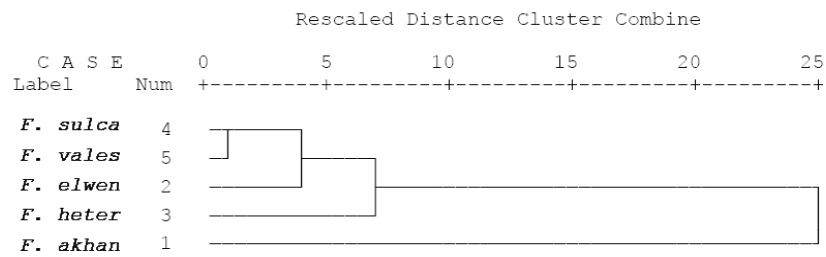 Rescaled Distance Cluster Combine
C A S E 0 5 10 15 20 25
Label Num +---------+---------+---------+---------+---------+
F. sulca 4
F. vales 5
F. elwen 2
F. heter 3
F. akhan 1